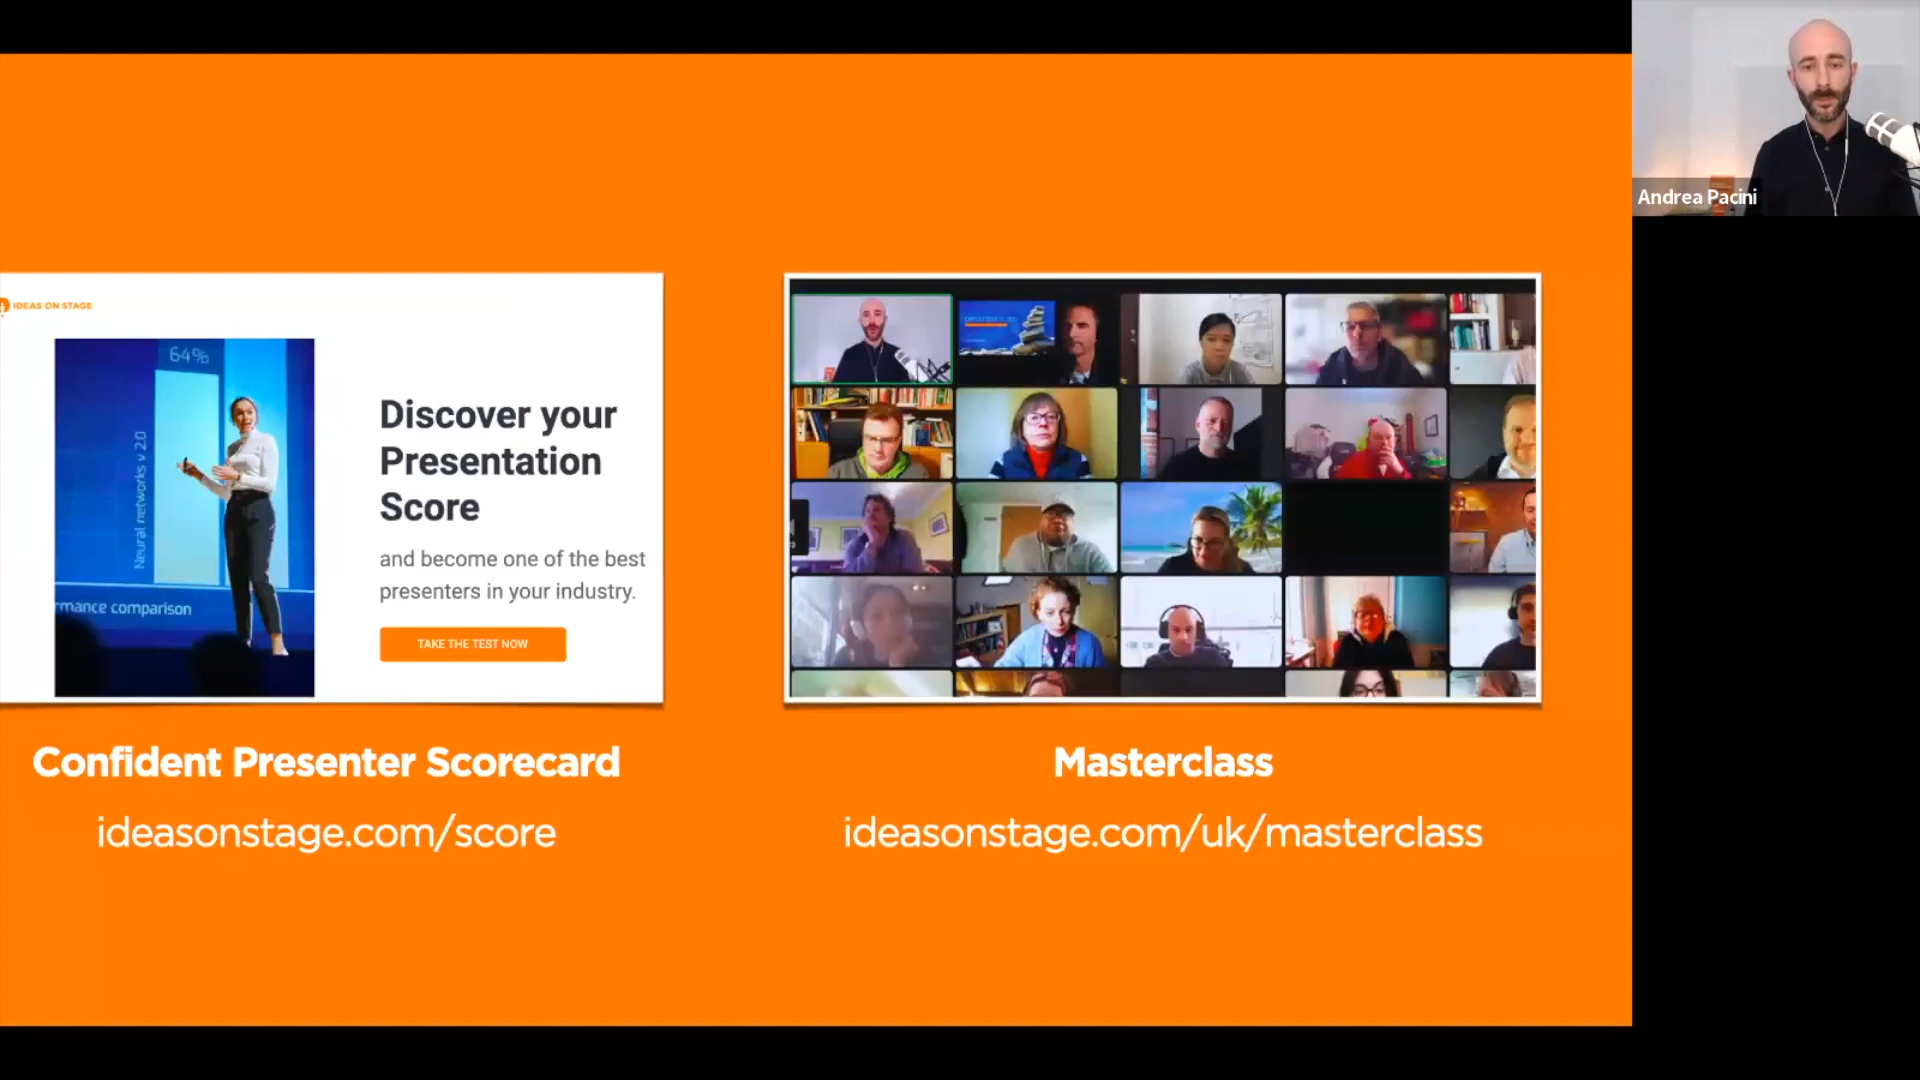 Andrea Pacini
IDEAS ON STAGE
64%
Neural networks v 2.0
rmance comparison
Discover your
Presentation
Score
and become one of the best
presenters in your industry.
TAKE THE TEST NOW
Confident Presenter Scorecard
ideasonstage.com/score
Masterclass
ideasonstage.com/uk/masterclass